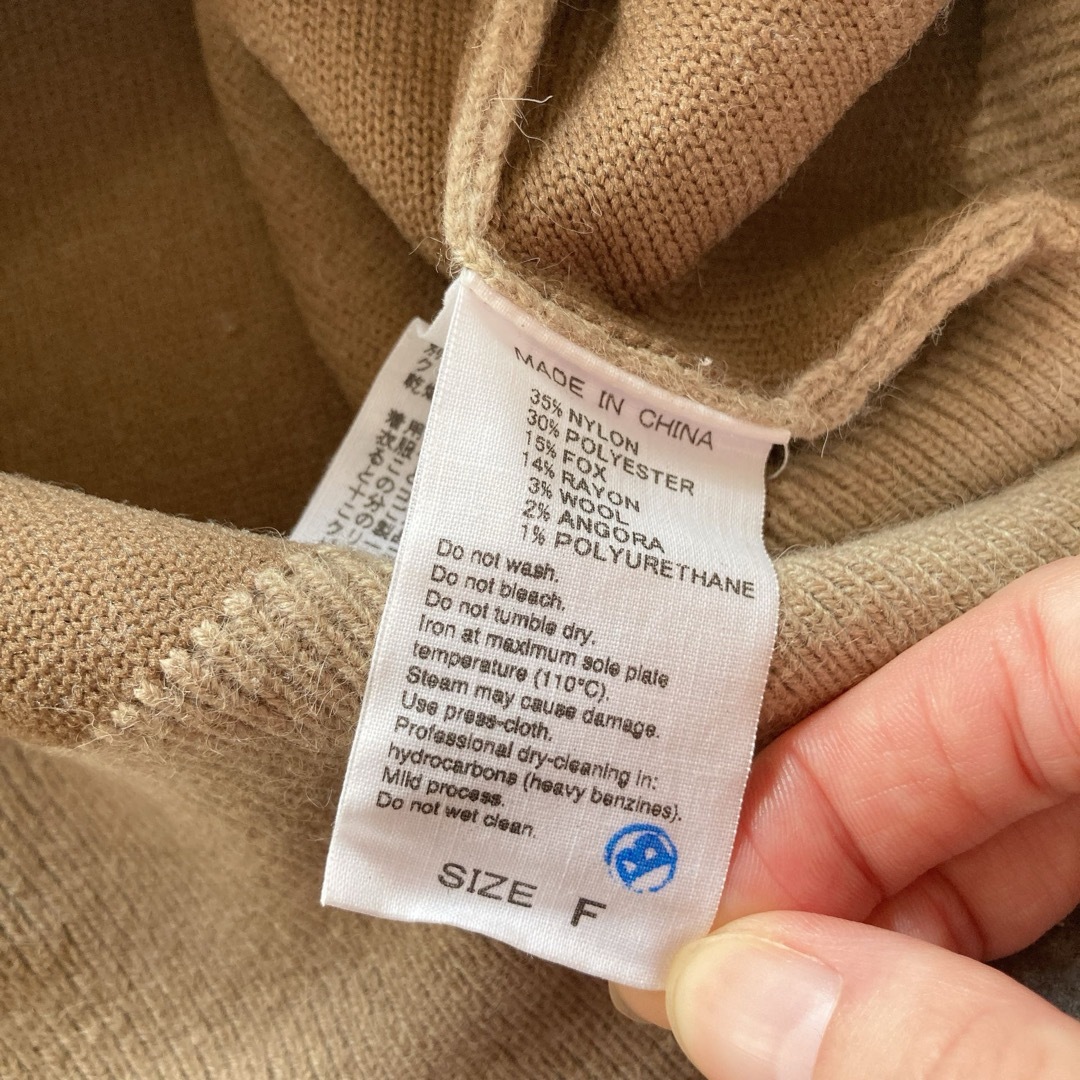 MADE IN CHINA
35% NYLON
30% POLYESTER
15% FOX
14% RAYON
3% WOOL
2% ANGORA
1% POLYURETHANE
Do not wash.
Do not bleach.
Do not tumble dry.
Iron at maximum sole plate
temperature (110°C).
Steam may cause damage.
Use press-cloth.
Professional dry-cleaning in:
hydrocarbons (heavy benzines).
Mild process.
Do not wet clean.
B
SIZE F